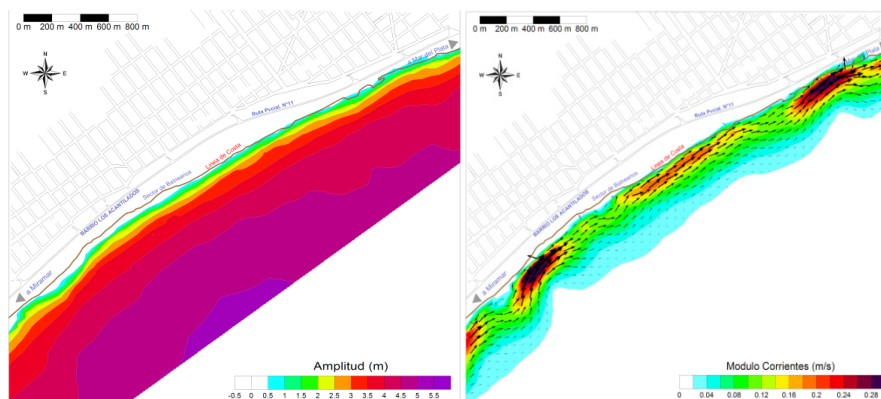 0 m 200 m 400 m 600 m 800 m
N
W E
S
a Mar del Plata
Ruta Pcial. N°11
Linea de Costa
Sector de Balnearios
BARRIO LOS ACANTILADOS
a Miramar
Amplitud (m)
-0.5 0 0.5 1 1.5 2 2.5 3 3.5 4 4.5 5 5.5
0 m 200 m 400 m 600 m 800 m
N
W E
S
a Mar del Plata
Ruta Pcial. N°11
Linea de Costa
Sector de Balnearios
BARRIO LOS ACANTILADOS
a Miramar
Modulo Corrientes (m/s)
0 0.04 0.08 0.12 0.16 0.2 0.24 0.28